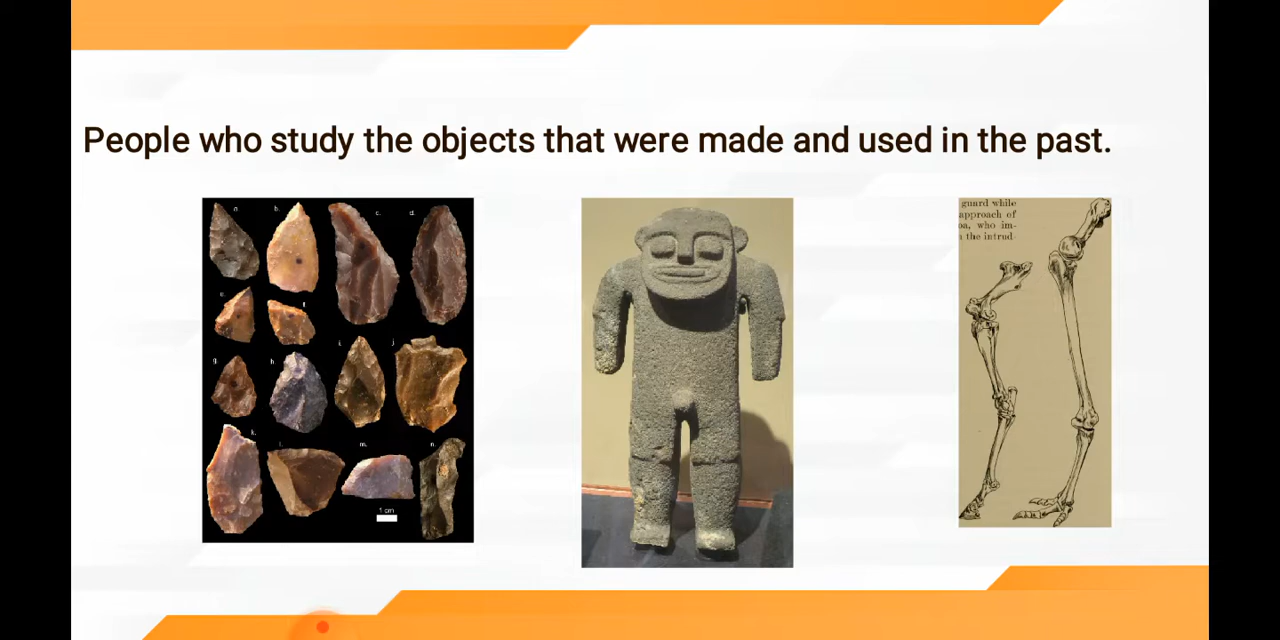 People who study the objects that were made and used in the past.
a.
b.
c.
d.
e.
f.
g.
h.
i.
j.
k.
l.
m.
n.
1 cm
guard while
approach of
oa, who im-
the intrud-